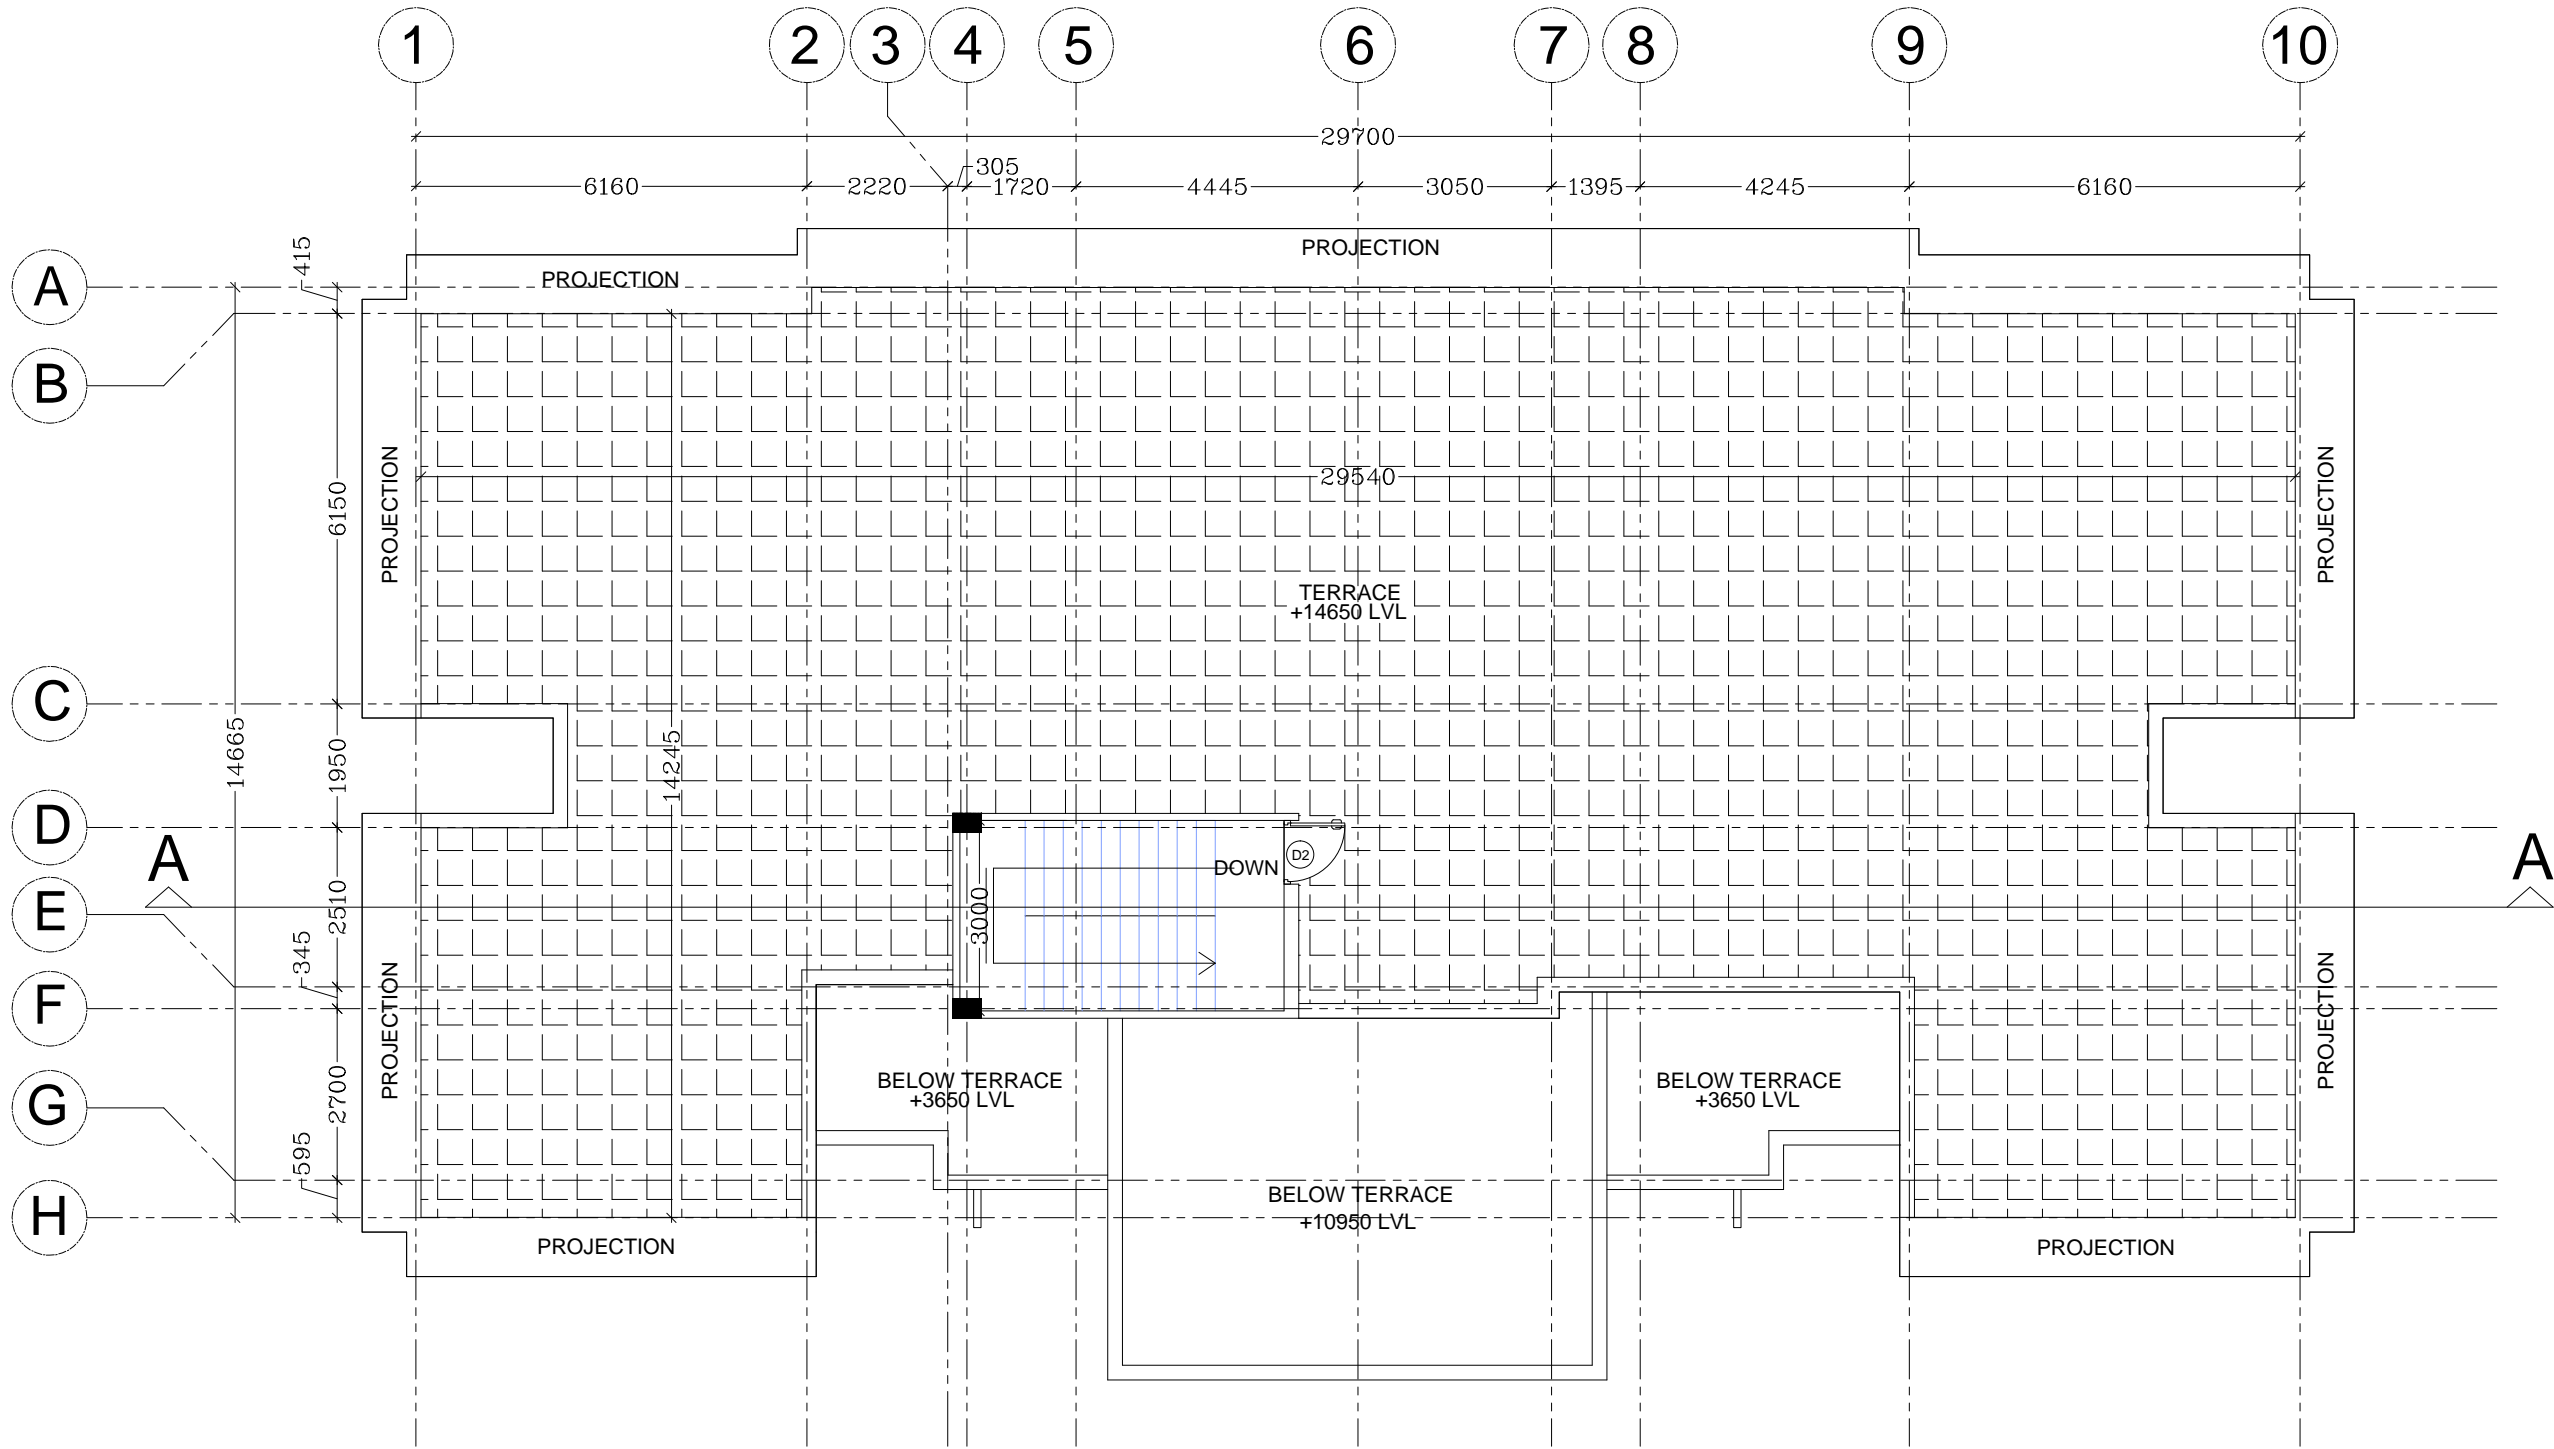 1 2 3 4 5 6 7 8 9 10
29700
305
6160 2220 1720 4445 3050 1395 4245 6160
415
PROJECTION
A
PROJECTION
B
PROJECTION
6150
29540
PROJECTION
TERRACE
+14650 LVL
C
14665
1950
14245
D
A
DOWN
D2
A
E
2510
3000
345
F
PROJECTION
PROJECTION
G
2700
BELOW TERRACE
+3650 LVL
BELOW TERRACE
+3650 LVL
595
H
BELOW TERRACE
+10950 LVL
PROJECTION
PROJECTION